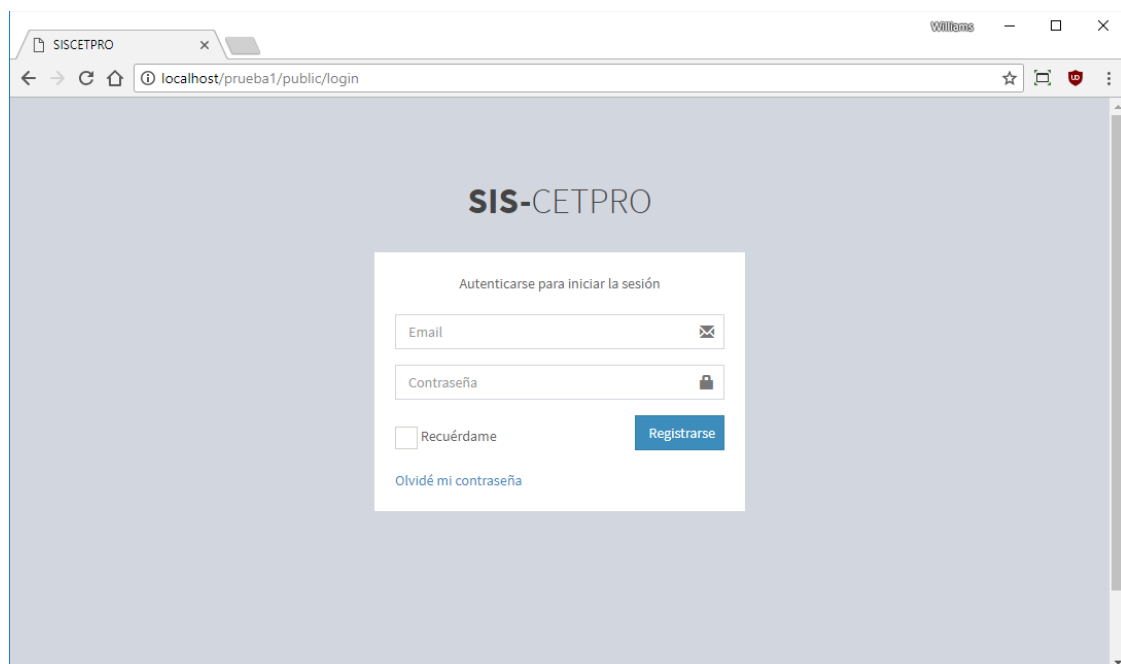 Williams
SISCETPRO
localhost/prueba1/public/login
SIS-CETPRO
Autenticarse para iniciar la sesión
Email
Contraseña
Recuérdame
Registrarse
Olvidé mi contraseña